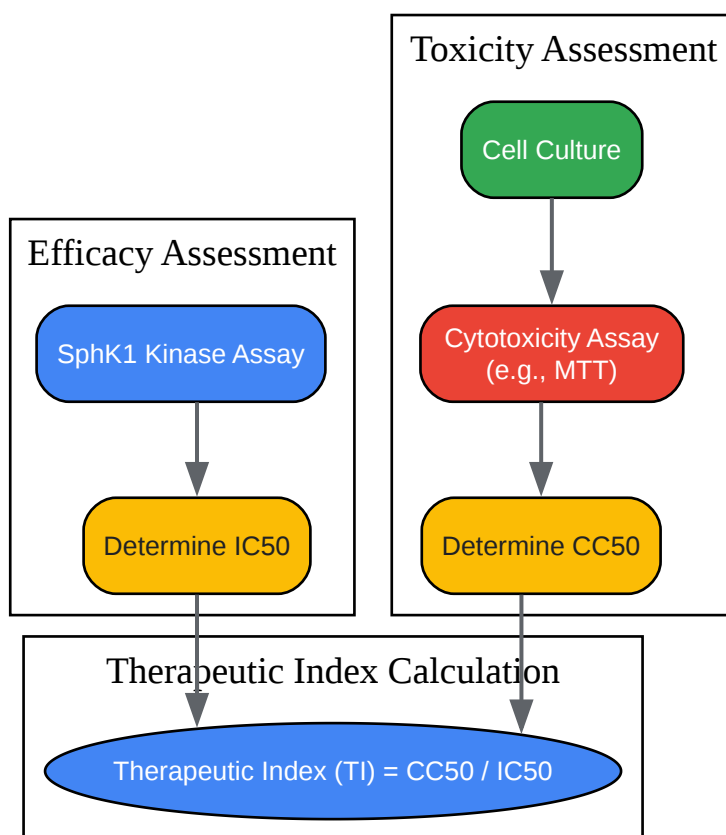 Toxicity Assessment
Cell Culture
Efficacy Assessment
SphK1 Kinase Assay
Cytotoxicity Assay
(e.g., MTT)
Determine IC50
Determine CC50
Therapeutic Index Calculation
Therapeutic Index (TI) = CC50 / IC50